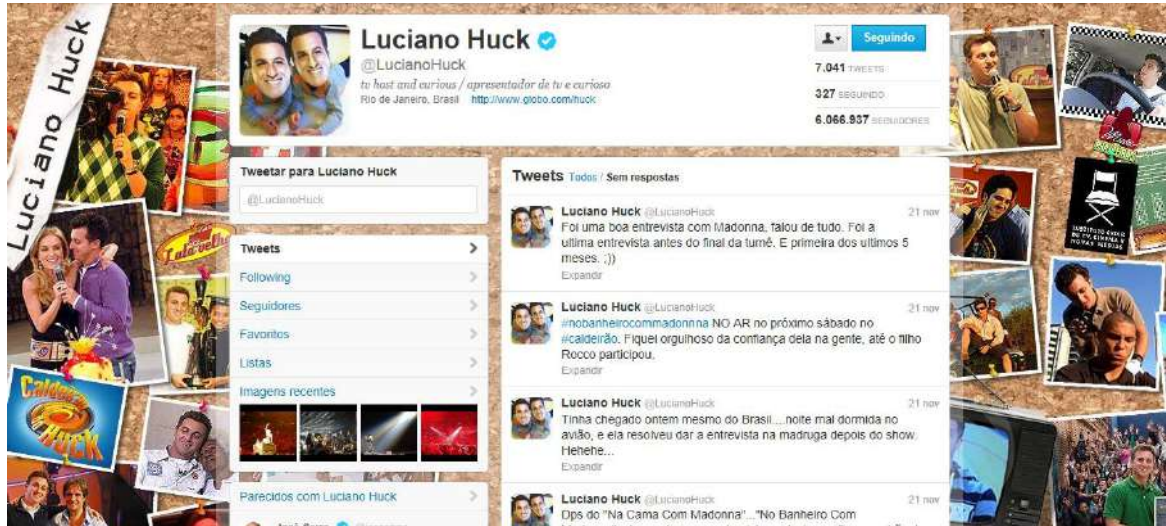 Luciano Huck
Luciano Huck
@LucianoHuck
tv host and curious / apresentador de tv e curioso
Rio de Janeiro, Brasil http://www.globo.com/huck
Seguindo
7.041 TWEETS
327 SEGUINDO
6.066.937 SEGUIDORES
Tweetar para Luciano Huck
@LucianoHuck
Tweets
Following
Seguidores
Favoritos
Listas
Imagens recentes
Parecidos com Luciano Huck
Tweets Todos / Sem respostas
Luciano Huck @LucianoHuck 21 nov
Foi uma boa entrevista com Madonna, falou de tudo. Foi a
ultima entrevista antes do final da turnê. E primeira dos ultimos 5
meses. ;))
Expandir
Luciano Huck @LucianoHuck 21 nov
#nobanheirocommadonnna NO AR no próximo sábado no
#caldeirão. Fiquei orgulhoso da confiança dela na gente, até o filho
Rocco participou.
Expandir
Luciano Huck @LucianoHuck 21 nov
Tinha chegado ontem mesmo do Brasil....noite mal dormida no
avião, e ela resolveu dar a entrevista na madruga depois do show.
Hehehe...
Expandir
Luciano Huck @LucianoHuck 21 nov
Dps do "Na Cama Com Madonna"..."No Banheiro Com
Lata velha
Caldeirão
do HUCK